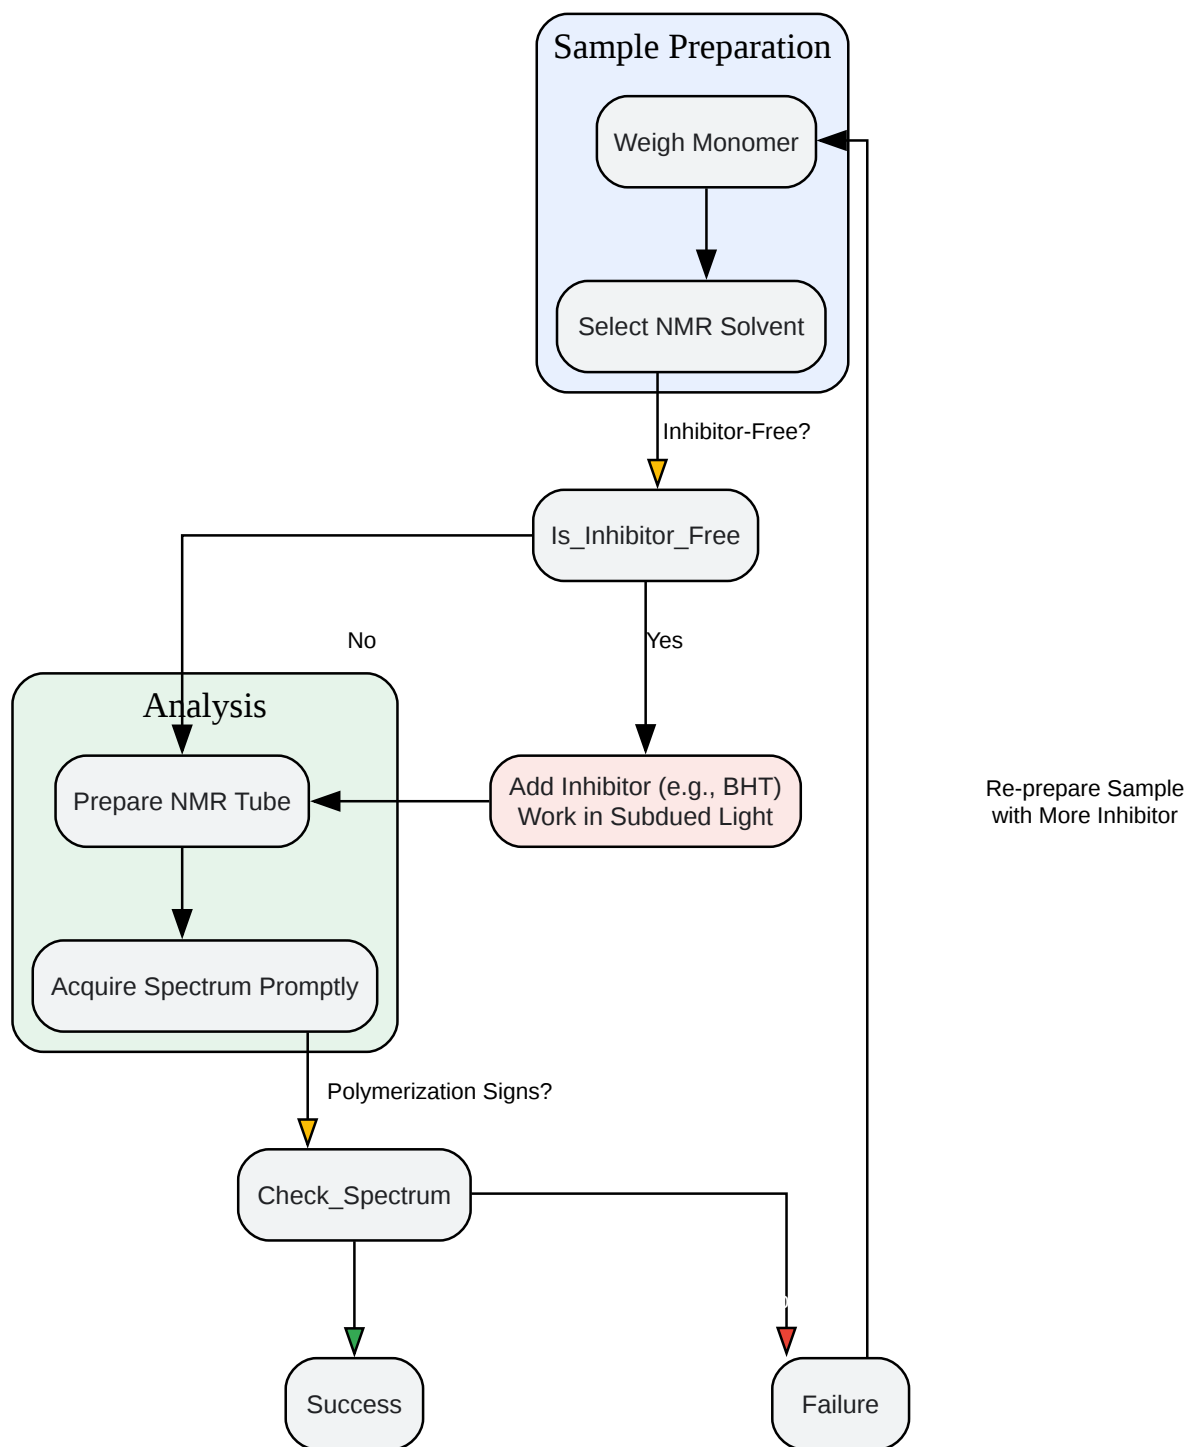 Sample Preparation
Weigh Monomer
Select NMR Solvent
Inhibitor-Free?
Is_Inhibitor_Free
No
Yes
Analysis
Prepare NMR Tube
Add Inhibitor (e.g., BHT)
Work in Subdued Light
Re-prepare Sample
with More Inhibitor
Acquire Spectrum Promptly
Polymerization Signs?
Check_Spectrum
Success
Failure